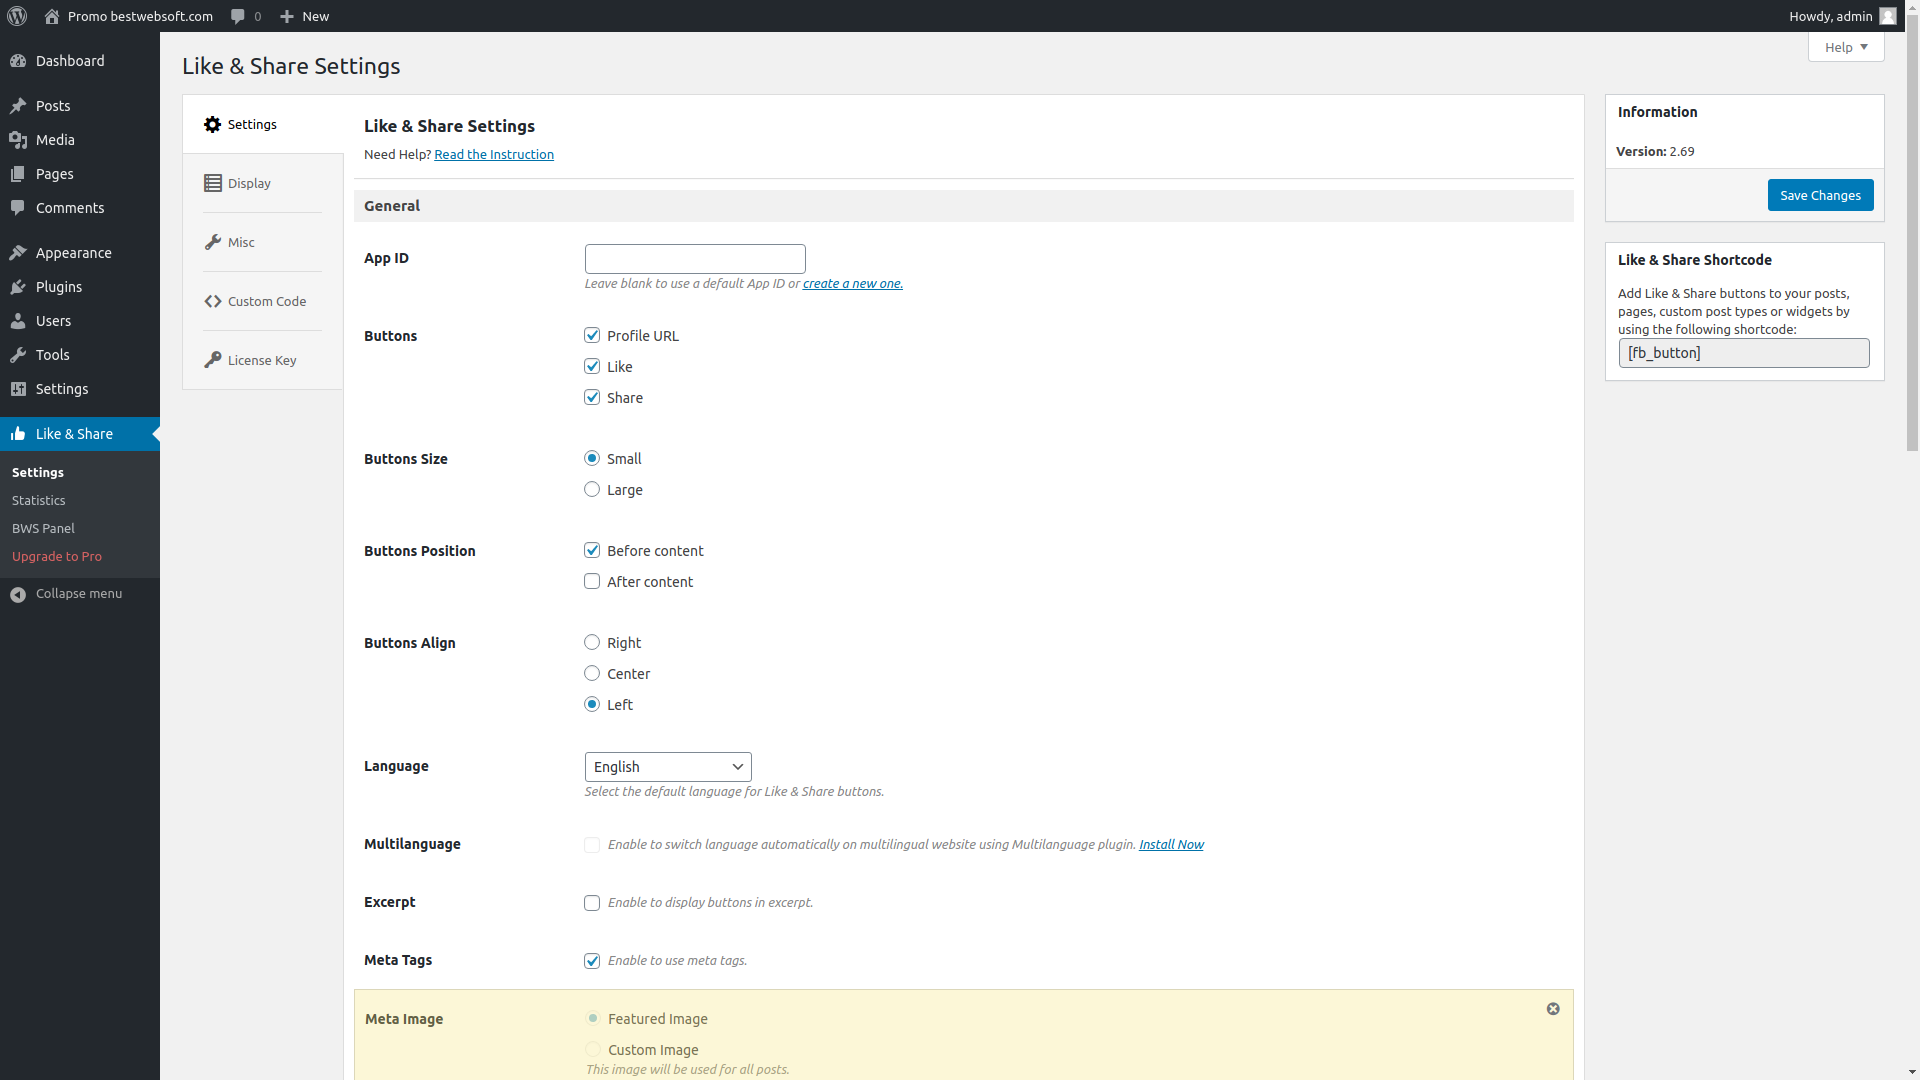 Promo bestwebsoft.com
0
New
Howdy, admin
Help
Dashboard
Posts
Media
Pages
Comments
Appearance
Plugins
Users
Tools
Settings
Like & Share
Settings
Statistics
BWS Panel
Upgrade to Pro
Collapse menu
Like & Share Settings
Settings
Display
Misc
Custom Code
License Key
Like & Share Settings
Need Help? Read the Instruction
General
App ID
Leave blank to use a default App ID or create a new one.
Buttons
Profile URL
Like
Share
Buttons Size
Small
Large
Buttons Position
Before content
After content
Buttons Align
Right
Center
Left
Language
English
Select the default language for Like & Share buttons.
Multilanguage
Enable to switch language automatically on multilingual website using Multilanguage plugin. Install Now
Excerpt
Enable to display buttons in excerpt.
Meta Tags
Enable to use meta tags.
Meta Image
Featured Image
Custom Image
This image will be used for all posts.
Information
Version: 2.69
Save Changes
Like & Share Shortcode
Add Like & Share buttons to your posts,
pages, custom post types or widgets by
using the following shortcode:
[fb_button]